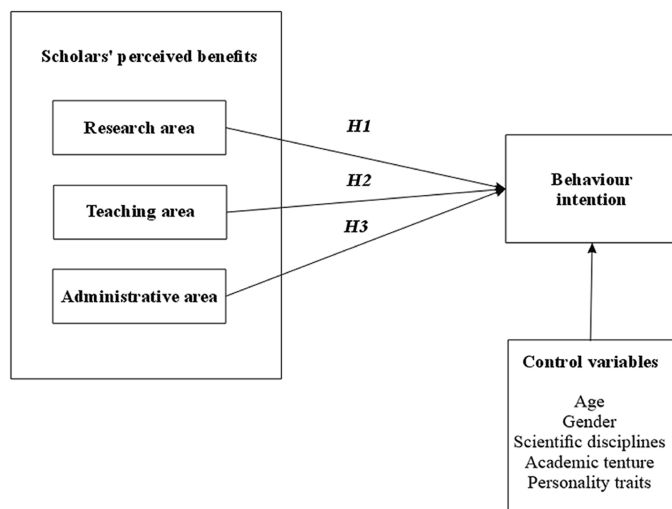 Scholars' perceived benefits
Research area
Teaching area
Administrative area
H1
H2
H3
Behaviour
intention
Control variables
Age
Gender
Scientific disciplines
Academic tenture
Personality traits